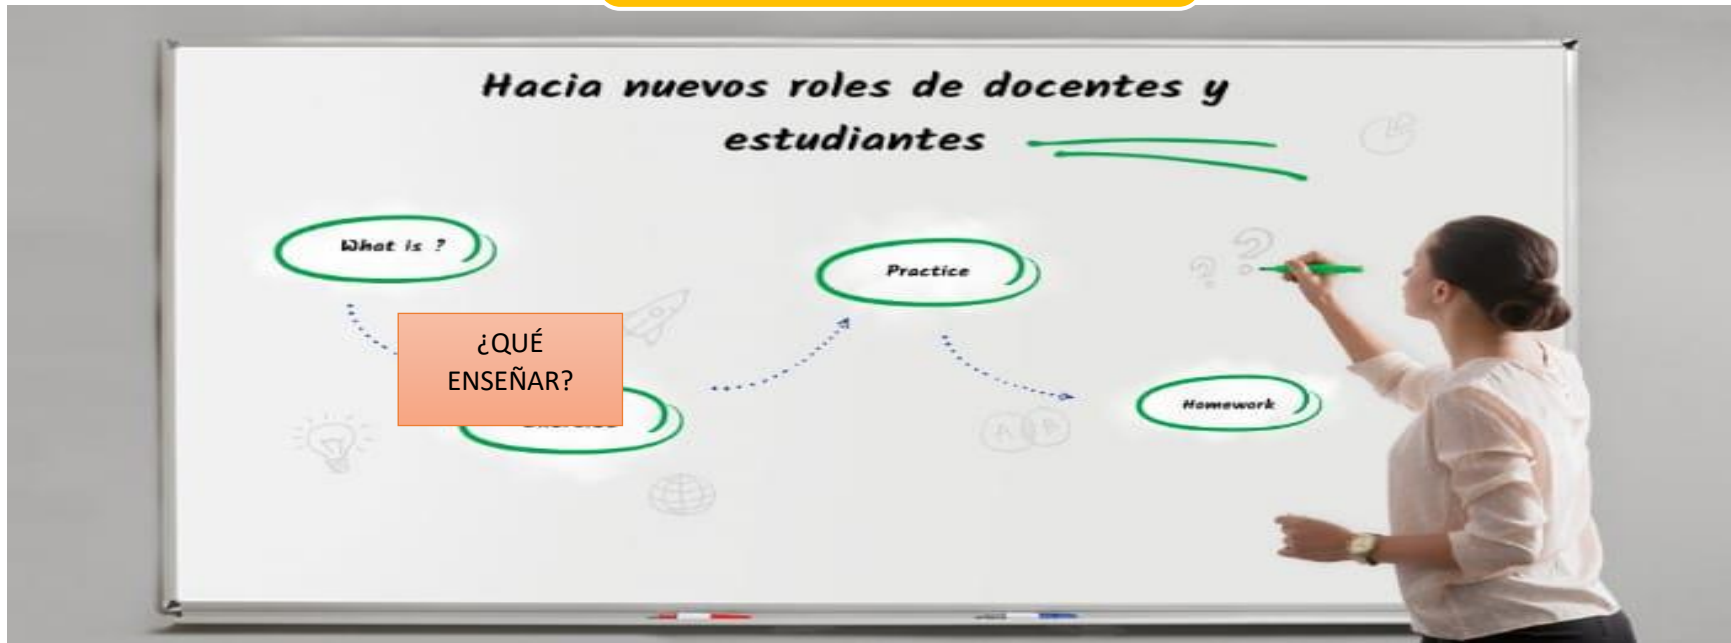 Hacia nuevos roles de docentes y
estudiantes
What is ?
Practice
¿QUÉ
ENSEÑAR?
Homework